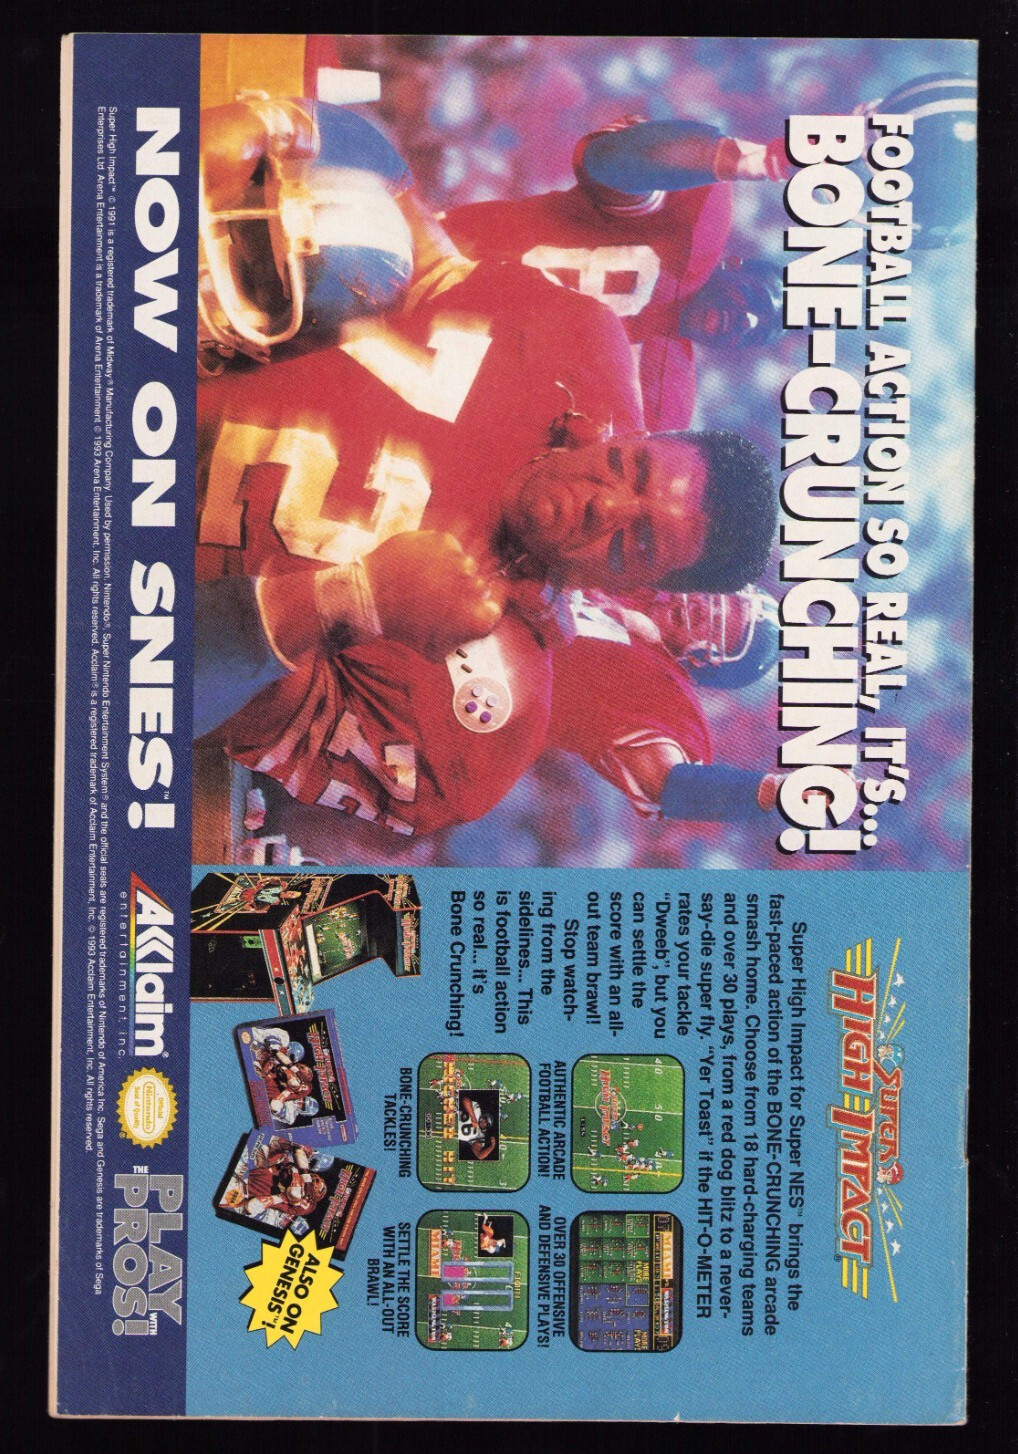 FOOTBALL ACTION SO REAL, IT'S...
BONE-CRUNCHING!
SUPER
HIGH IMPACT™
Super High Impact for Super NES™ brings the
fast-paced action of the BONE-CRUNCHING arcade
smash home. Choose from 18 hard-charging teams
and over 30 plays, from a red dog blitz to a never-
say-die super fly. "Yer Toast" if the HIT-O-METER
rates your tackle
"Dweeb", but you
can settle the
score with an all-
out team brawl!
Stop watch-
ing from the
sidelines... This
is football action
so real... it's
Bone Crunching!
AUTHENTIC ARCADE
FOOTBALL ACTION!
OVER 30 OFFENSIVE
AND DEFENSIVE PLAYS!
BONE-CRUNCHING
TACKLES!
SETTLE THE SCORE
WITH AN ALL-OUT
BRAWL!
MIAMI
MIAMI
ALSO ON
GENESIS™!
NOW ON SNES™!
Acclaim®
entertainment, inc.
Official
Nintendo
Seal of Quality
THE PLAY WITH
PROS!
Super High Impact™ © 1991 is a registered trademark of Midway® Manufacturing Company. Used by permission. Nintendo®, Super Nintendo Entertainment System® and the official seals are registered trademarks of Nintendo of America Inc. Sega and Genesis are trademarks of Sega
Enterprises Ltd. Arena Entertainment is a trademark of Arena Entertainment © 1993 Arena Entertainment, Inc. All rights reserved. Acclaim® is a registered trademark of Acclaim Entertainment, Inc. © 1993 Acclaim Entertainment, Inc. All rights reserved.